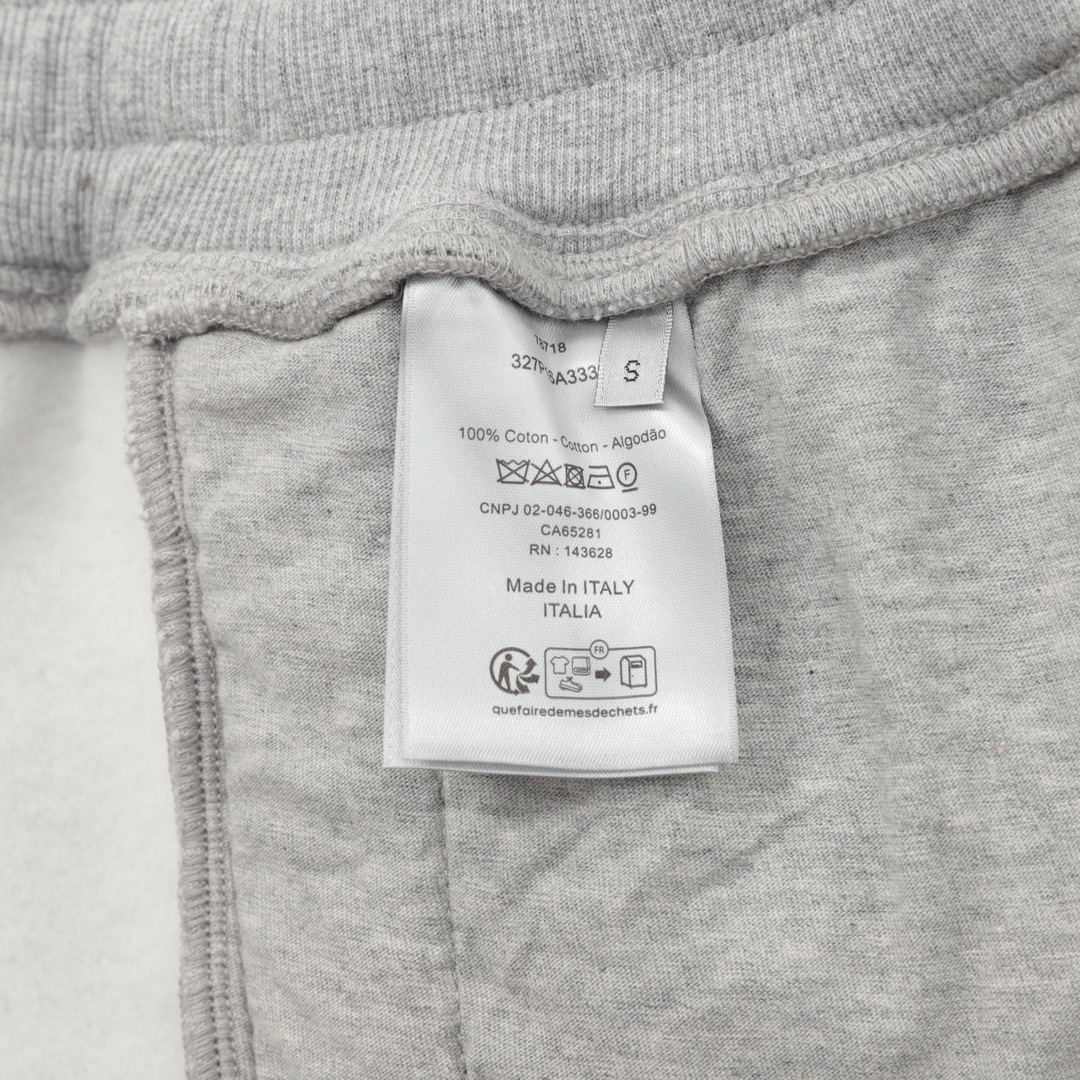 78718
S
100% Coton - Cotton - Algodão
F
CNPJ 02-046-366/0003-99
CA65281
RN : 143628
Made In ITALY
ITALIA
FR
quefairedemesdechets.fr